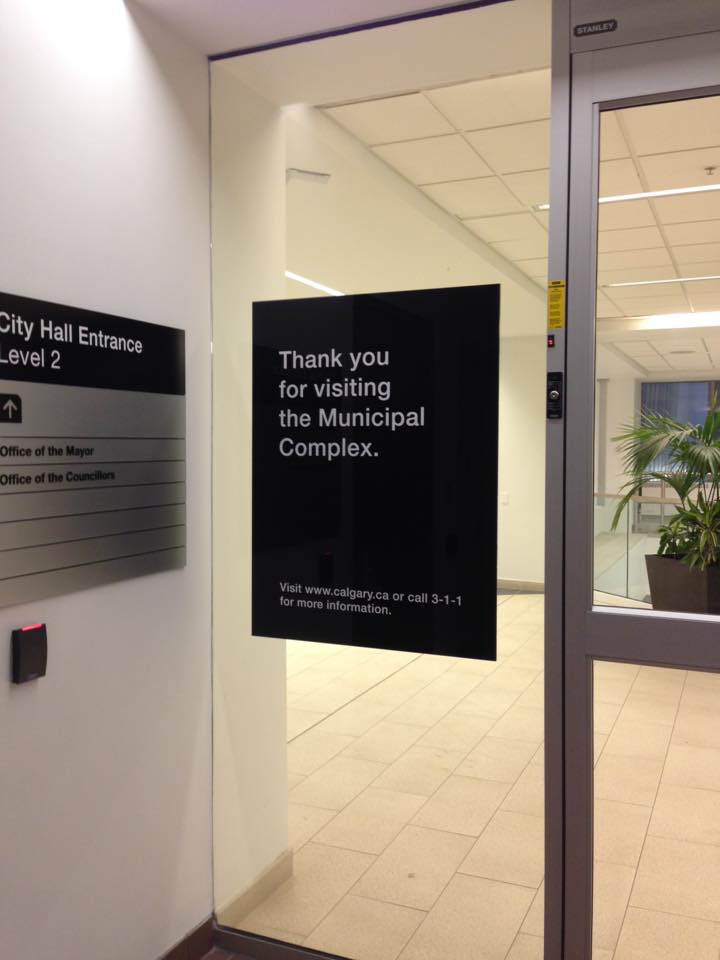 STANLEY
City Hall Entrance
Level 2
Office of the Mayor
Office of the Councillors
Thank you
for visiting
the Municipal
Complex.
Visit www.calgary.ca or call 3-1-1
for more information.